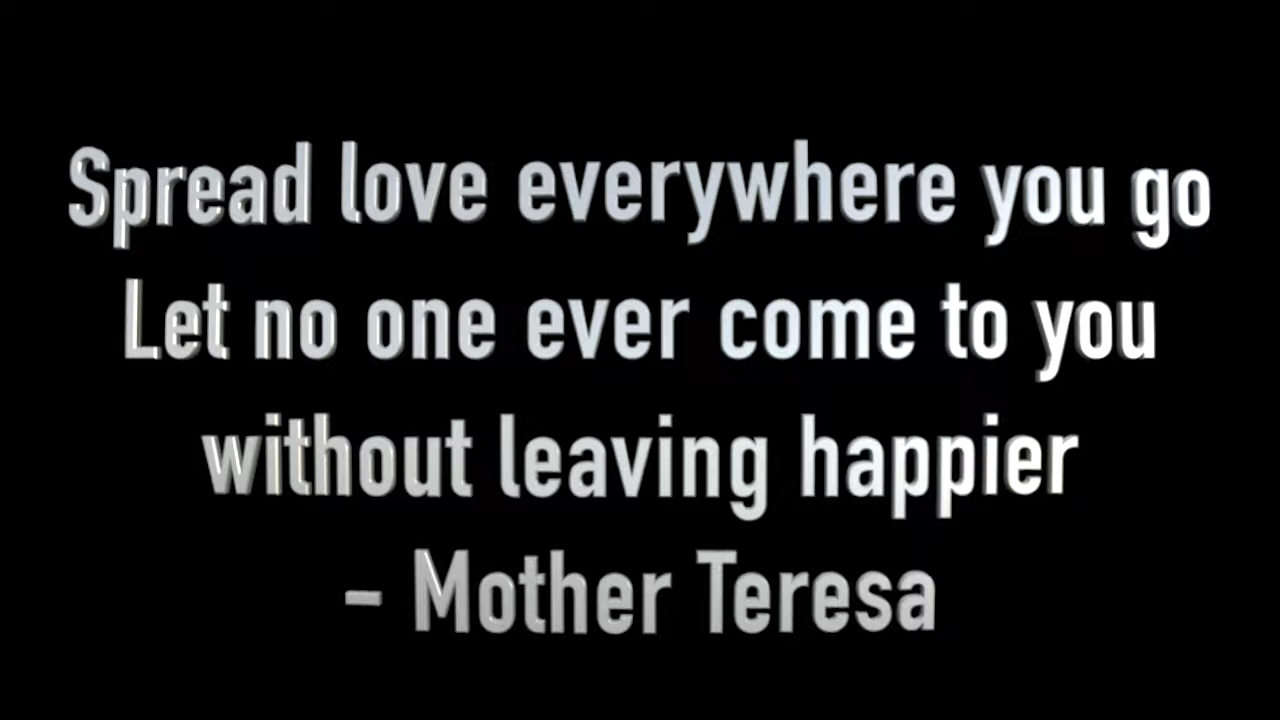 Spread love everywhere you go
Let no one ever come to you
without leaving happier
– Mother Teresa